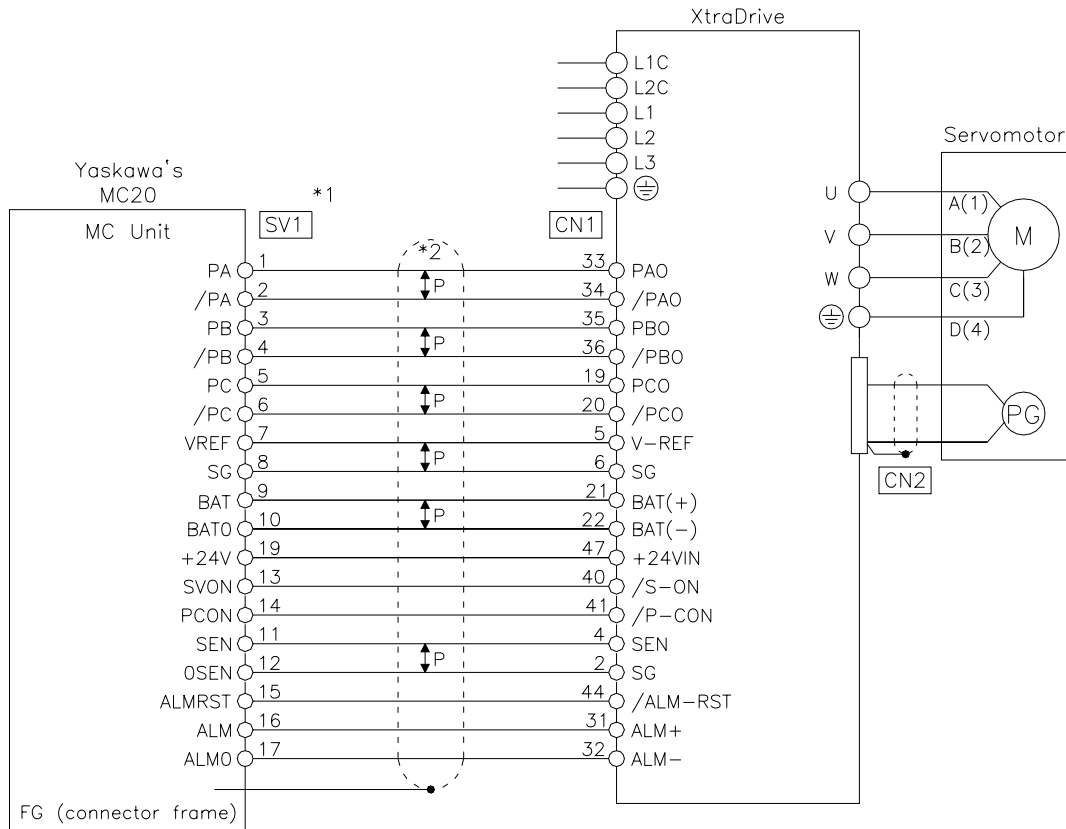 XtraDrive
L1C
L2C
L1
L2
L3
Servomotor
Yaskawa's
MC20
MC Unit
*1
SV1
CN1
*2
U A(1)
V B(2)
W C(3)
D(4)
M
PG
CN2
PA 1 33 PAO
P
/PA 2 34 /PAO
PB 3 35 PBO
P
/PB 4 36 /PBO
PC 5 19 PCO
P
/PC 6 20 /PCO
VREF 7 5 V-REF
P
SG 8 6 SG
BAT 9 21 BAT(+)
P
BAT0 10 22 BAT(-)
+24V 19 47 +24VIN
SVON 13 40 /S-ON
PCON 14 41 /P-CON
SEN 11 4 SEN
P
0SEN 12 2 SG
ALMRST 15 44 /ALM-RST
ALM 16 31 ALM+
ALM0 17 32 ALM-
FG (connector frame)